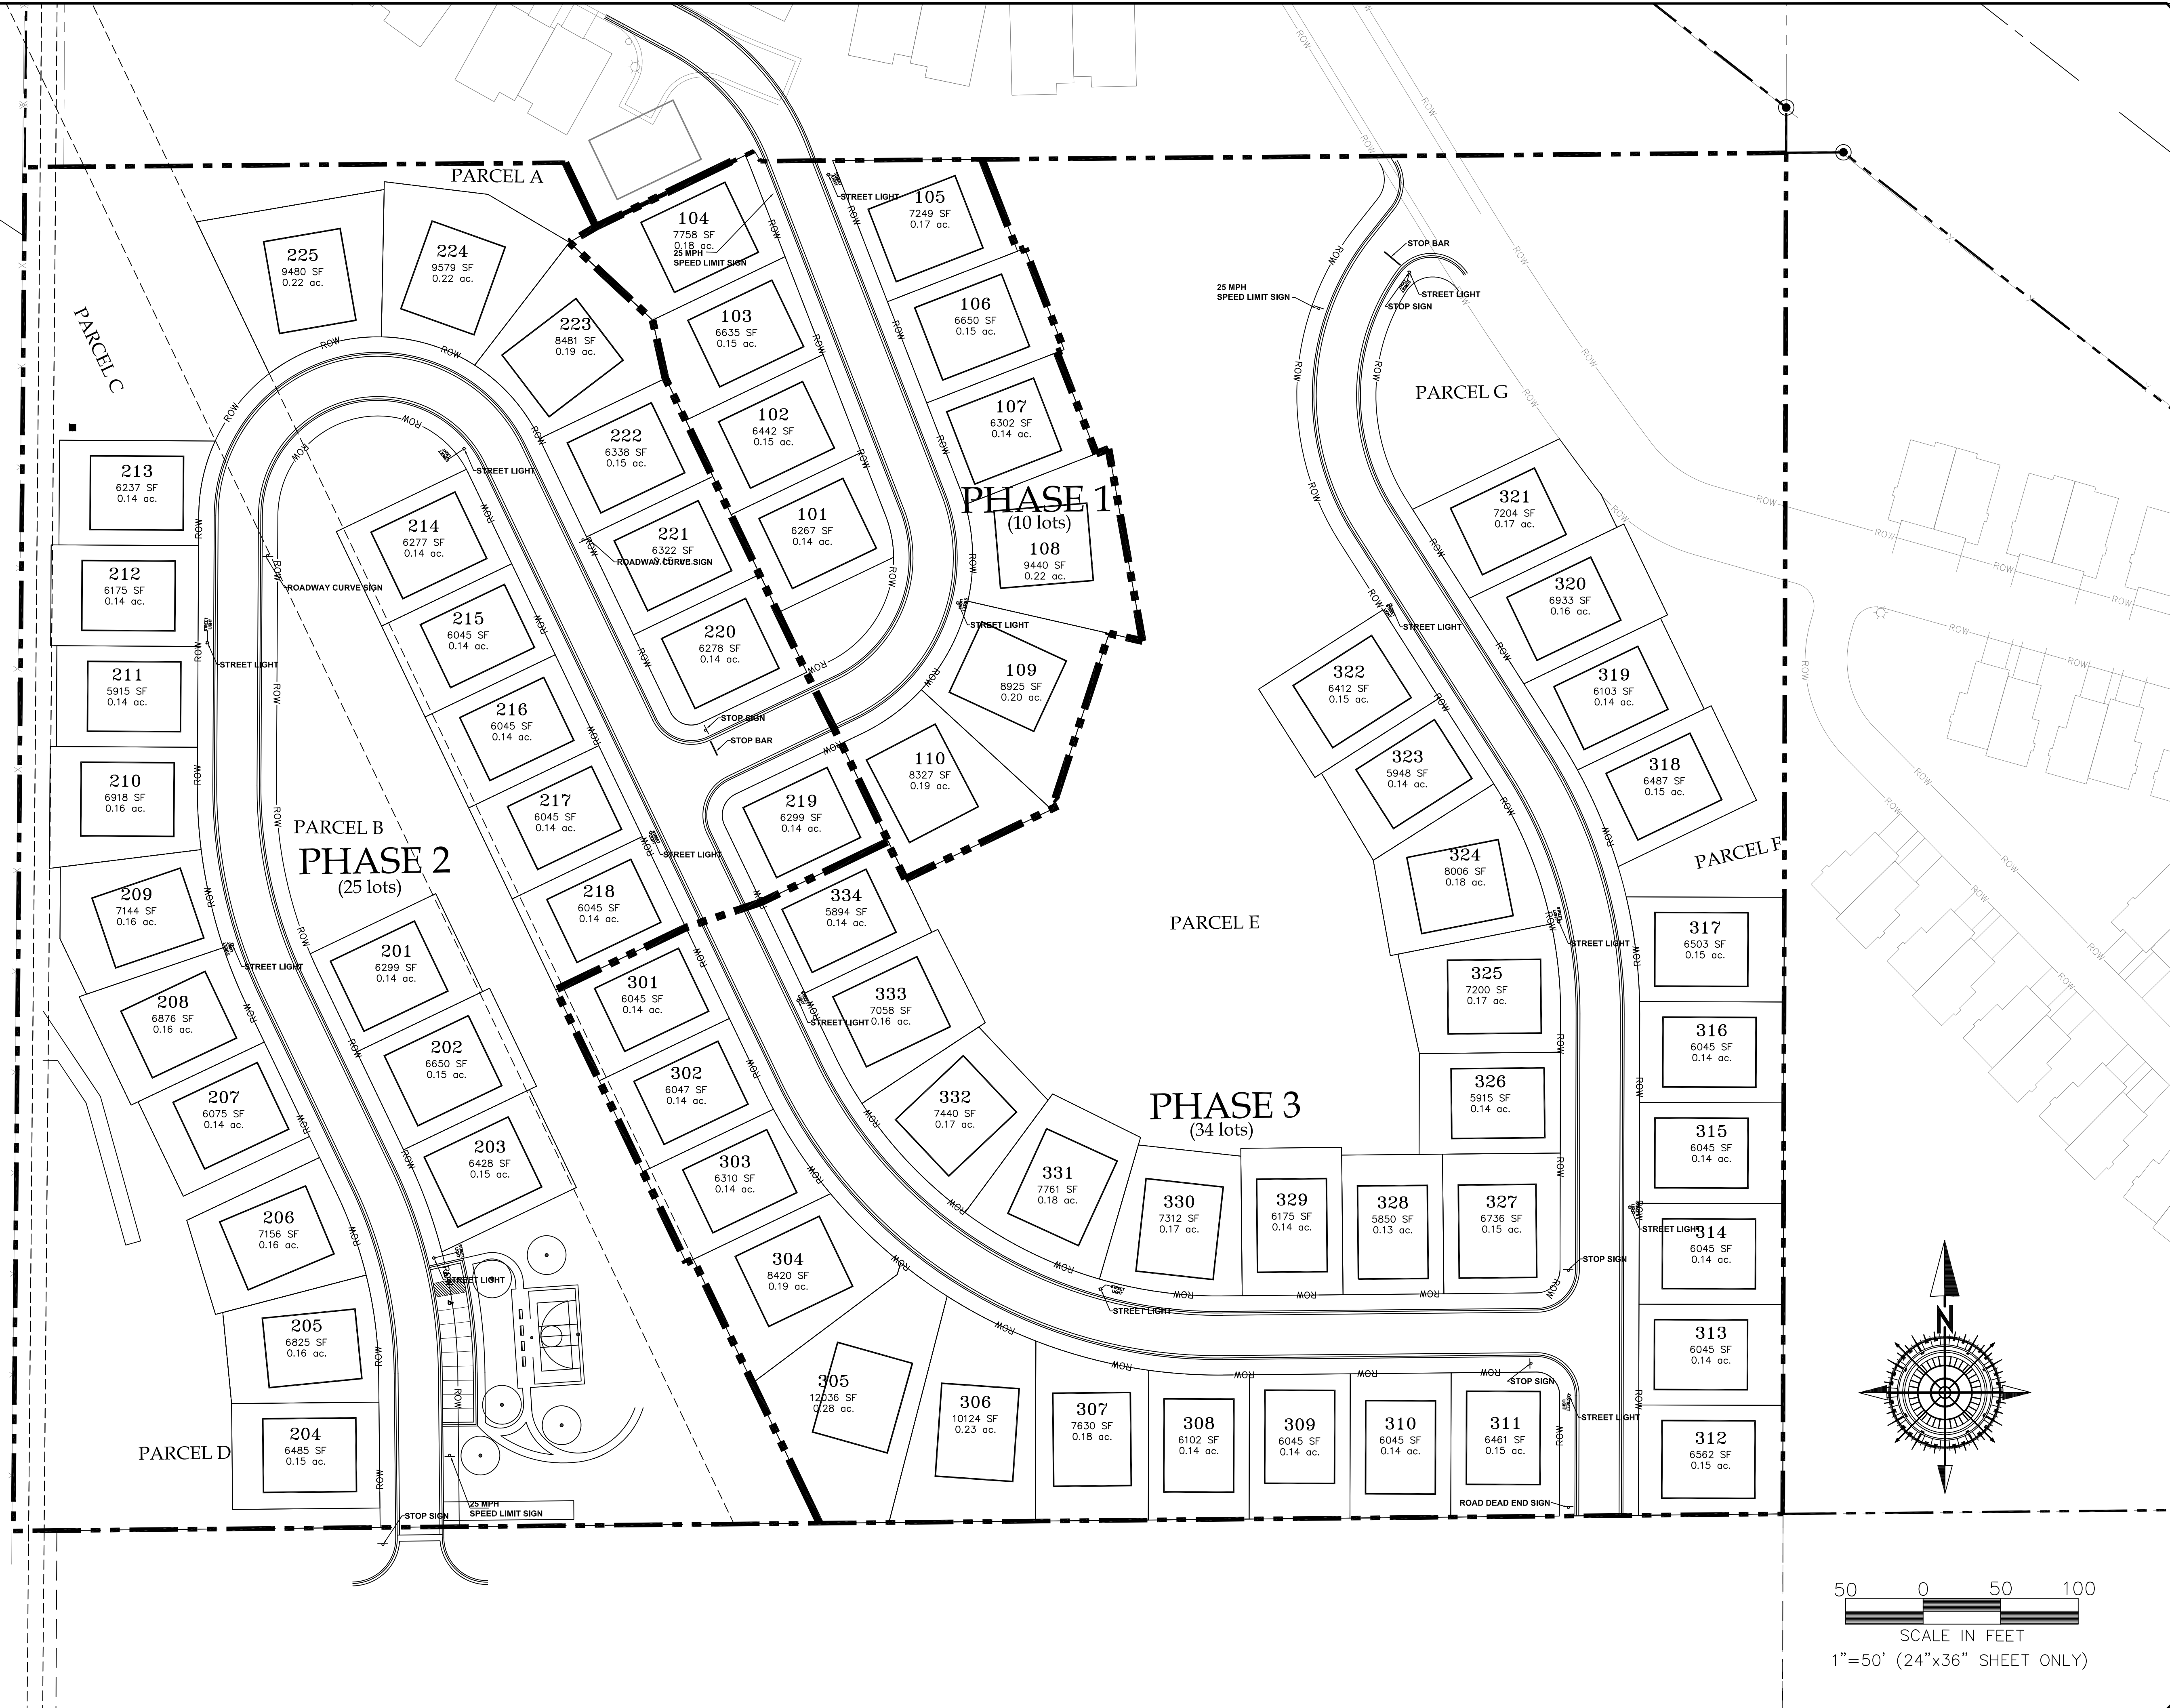 PARCEL A
PARCEL C
225
9480 SF
0.22 ac.
224
9579 SF
0.22 ac.
223
8481 SF
0.19 ac.
222
6338 SF
0.15 ac.
221
6322 SF
ROADWAY CURVE SIGN
220
6278 SF
0.14 ac.
104
7758 SF
0.18 ac.
25 MPH
SPEED LIMIT SIGN
103
6635 SF
0.15 ac.
102
6442 SF
0.15 ac.
101
6267 SF
0.14 ac.
STREET LIGHT
105
7249 SF
0.17 ac.
106
6650 SF
0.15 ac.
107
6302 SF
0.14 ac.
PHASE 1
(10 lots)
108
9440 SF
0.22 ac.
STREET LIGHT
109
8925 SF
0.20 ac.
110
8327 SF
0.19 ac.
STOP SIGN
STOP BAR
219
6299 SF
0.14 ac.
213
6237 SF
0.14 ac.
212
6175 SF
0.14 ac.
211
5915 SF
0.14 ac.
210
6918 SF
0.16 ac.
209
7144 SF
0.16 ac.
208
6876 SF
0.16 ac.
207
6075 SF
0.14 ac.
206
7156 SF
0.16 ac.
205
6825 SF
0.16 ac.
204
6485 SF
0.15 ac.
PARCEL D
STREET LIGHT
ROADWAY CURVE SIGN
STREET LIGHT
STREET LIGHT
214
6277 SF
0.14 ac.
215
6045 SF
0.14 ac.
216
6045 SF
0.14 ac.
217
6045 SF
0.14 ac.
218
6045 SF
0.14 ac.
STREET LIGHT
PARCEL B
PHASE 2
(25 lots)
201
6299 SF
0.14 ac.
202
6650 SF
0.15 ac.
203
6428 SF
0.15 ac.
STREET LIGHT
25 MPH
SPEED LIMIT SIGN
STOP SIGN
25 MPH
SPEED LIMIT SIGN
STOP BAR
STREET LIGHT
STOP SIGN
PARCEL G
321
7204 SF
0.17 ac.
320
6933 SF
0.16 ac.
319
6103 SF
0.14 ac.
318
6487 SF
0.15 ac.
STREET LIGHT
322
6412 SF
0.15 ac.
323
5948 SF
0.14 ac.
324
8006 SF
0.18 ac.
STREET LIGHT
325
7200 SF
0.17 ac.
326
5915 SF
0.14 ac.
PARCEL F
PARCEL E
317
6503 SF
0.15 ac.
316
6045 SF
0.14 ac.
315
6045 SF
0.14 ac.
STREET LIGHT
314
6045 SF
0.14 ac.
313
6045 SF
0.14 ac.
312
6562 SF
0.15 ac.
PHASE 3
(34 lots)
334
5894 SF
0.14 ac.
333
7058 SF
0.16 ac.
STREET LIGHT
332
7440 SF
0.17 ac.
331
7761 SF
0.18 ac.
330
7312 SF
0.17 ac.
329
6175 SF
0.14 ac.
328
5850 SF
0.13 ac.
327
6736 SF
0.15 ac.
STOP SIGN
STREET LIGHT
301
6045 SF
0.14 ac.
302
6047 SF
0.14 ac.
303
6310 SF
0.14 ac.
304
8420 SF
0.19 ac.
305
12036 SF
0.28 ac.
306
10124 SF
0.23 ac.
307
7630 SF
0.18 ac.
308
6102 SF
0.14 ac.
309
6045 SF
0.14 ac.
310
6045 SF
0.14 ac.
311
6461 SF
0.15 ac.
STOP SIGN
STREET LIGHT
ROAD DEAD END SIGN
ROW
ROW
ROW
ROW
ROW
ROW
ROW
ROW
ROW
ROW
N
50 0 50 100
SCALE IN FEET
1"=50' (24"x36" SHEET ONLY)